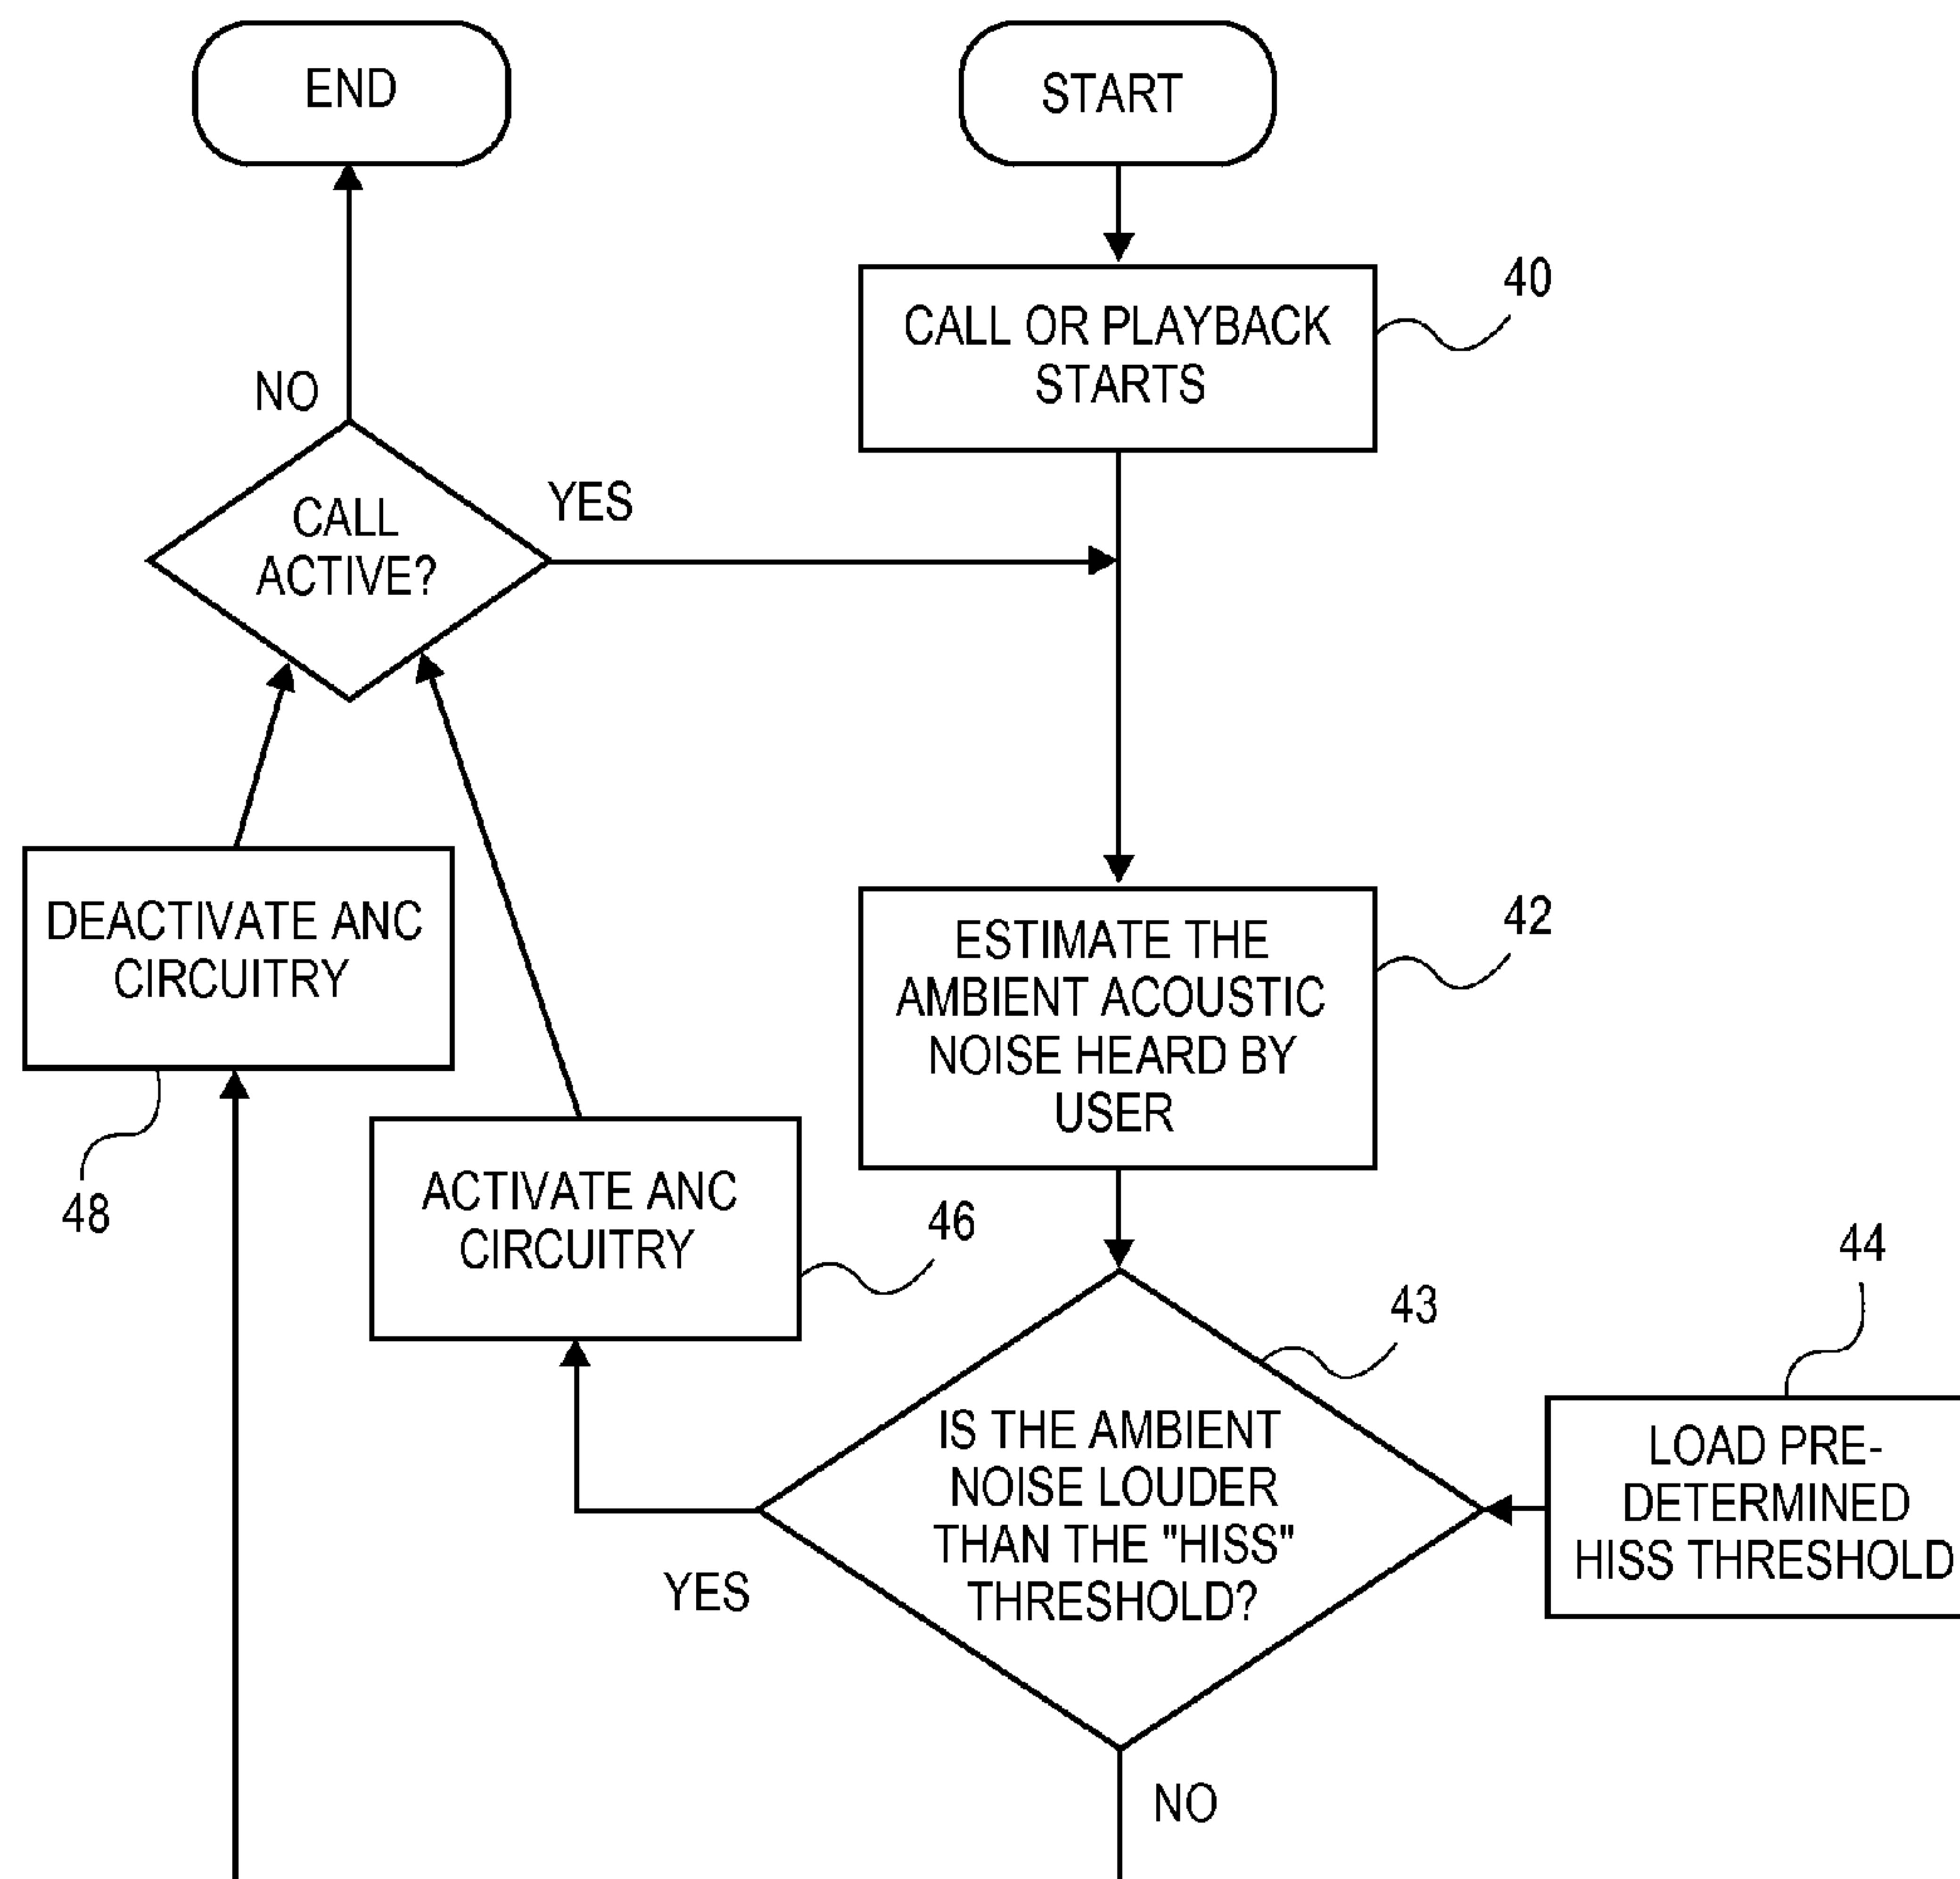 END
START
CALL OR PLAYBACK
STARTS
40
NO
CALL
ACTIVE?
YES
ESTIMATE THE
AMBIENT ACOUSTIC
NOISE HEARD BY
USER
42
DEACTIVATE ANC
CIRCUITRY
48
ACTIVATE ANC
CIRCUITRY
46
43
44
IS THE AMBIENT
NOISE LOUDER
THAN THE "HISS"
THRESHOLD?
LOAD PRE-
DETERMINED
HISS THRESHOLD
YES
NO